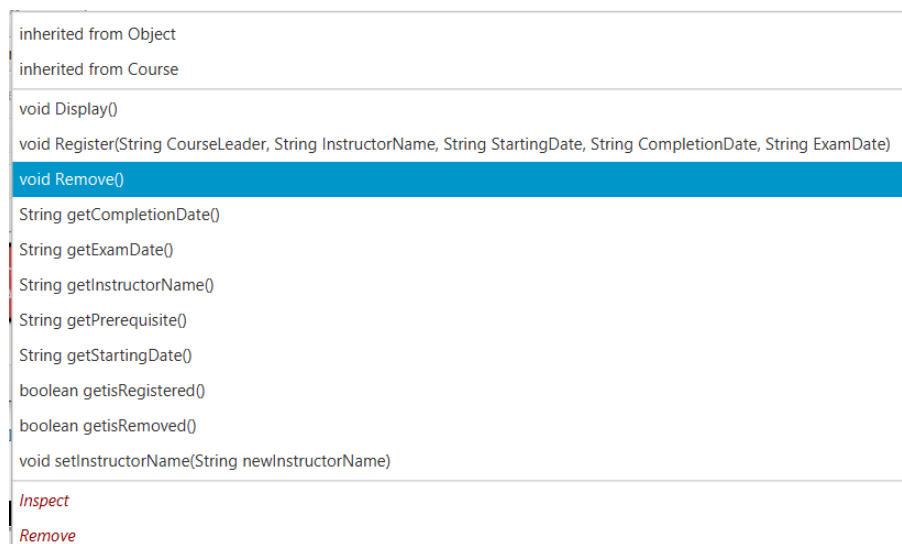 inherited from Object
inherited from Course
void Display()
void Register(String CourseLeader, String InstructorName, String StartingDate, String CompletionDate, String ExamDate)
void Remove()
String getCompletionDate()
String getExamDate()
String getInstructorName()
String getPrerequisite()
String getStartingDate()
boolean getisRegistered()
boolean getisRemoved()
void setInstructorName(String newInstructorName)
Inspect
Remove